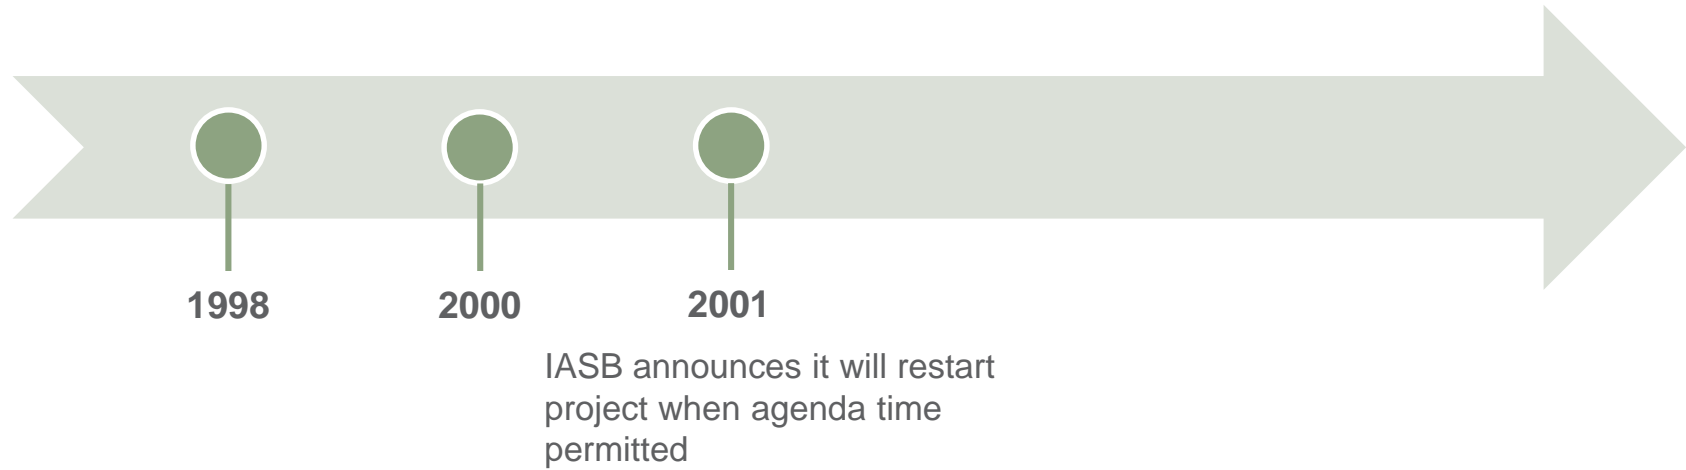 1998
2000
2001
IASB announces it will restart
project when agenda time
permitted